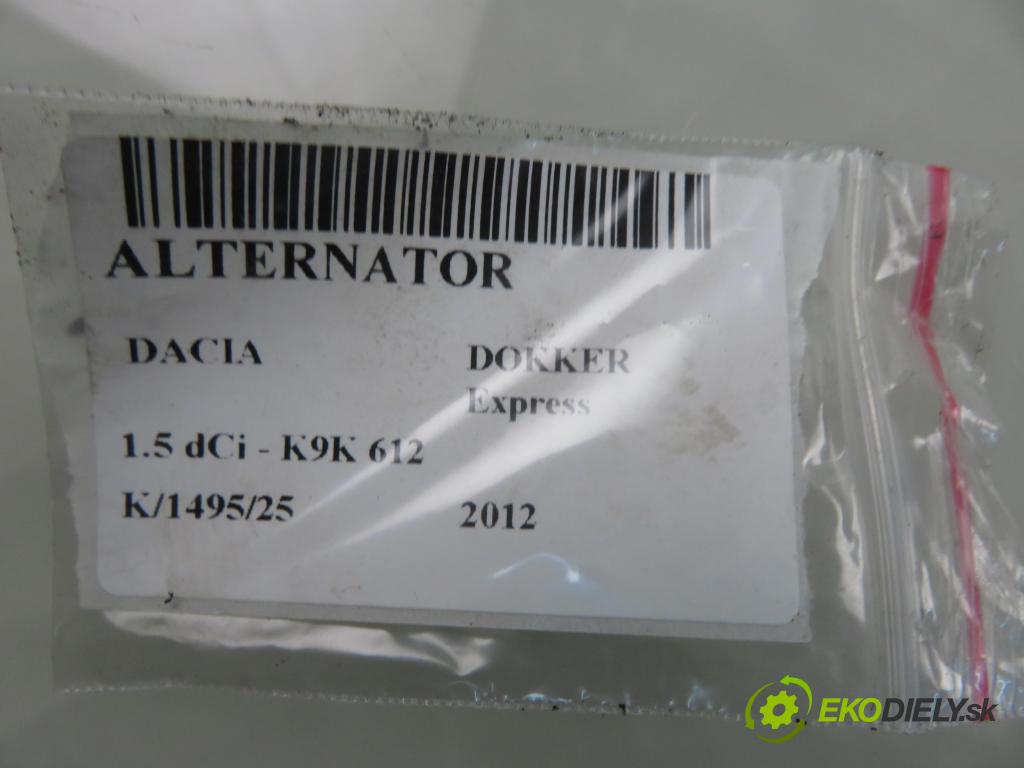 ALTERNATOR
DACIA DOKKER
Express
1.5 dCi - K9K 612
K/1495/25 2012
EKODIELY.sk